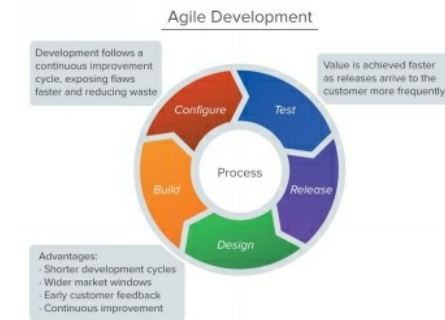 Agile Development
Development follows a
continuous improvement
cycle, exposing flaws
faster and reducing waste
Value is achieved faster
as releases arrive to the
customer more frequently
Configure
Test
Build
Process
Release
Design
Advantages:
- Shorter development cycles
- Wider market windows
- Early customer feedback
- Continuous improvement